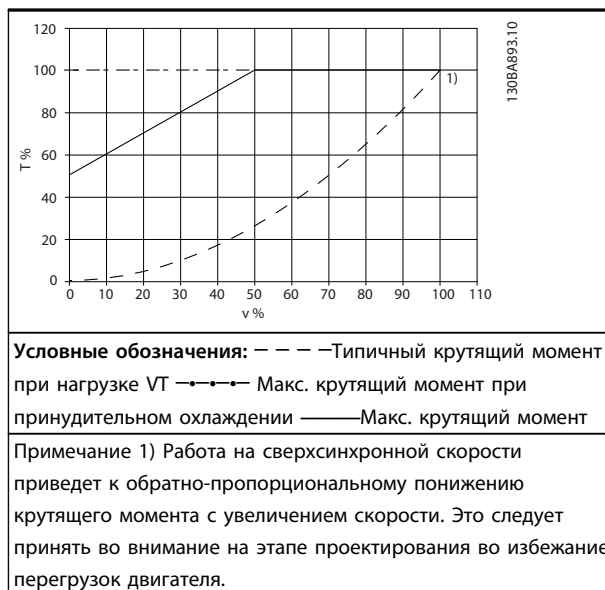 120
100
80
60
40
20
0
T %
0 10 20 30 40 50 60 70 80 90 100 110
v %
1)
130BA893.10
Условные обозначения: – – – –Типичный крутящий момент
при нагрузке VT –•–•–•– Макс. крутящий момент при
принудительном охлаждении ———Макс. крутящий момент
Примечание 1) Работа на сверхсинхронной скорости
приведет к обратно-пропорциональному понижению
крутящего момента с увеличением скорости. Это следует
принять во внимание на этапе проектирования во избежание
перегрузок двигателя.